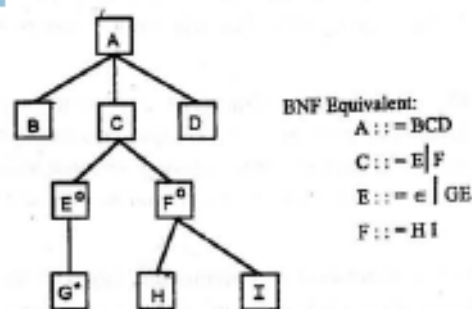 A
B C D
E° F°
G* H I
BNF Equivalent:
A : : = BCD
C : : = E | F
E : : = ∈ | GE
F : : = H I